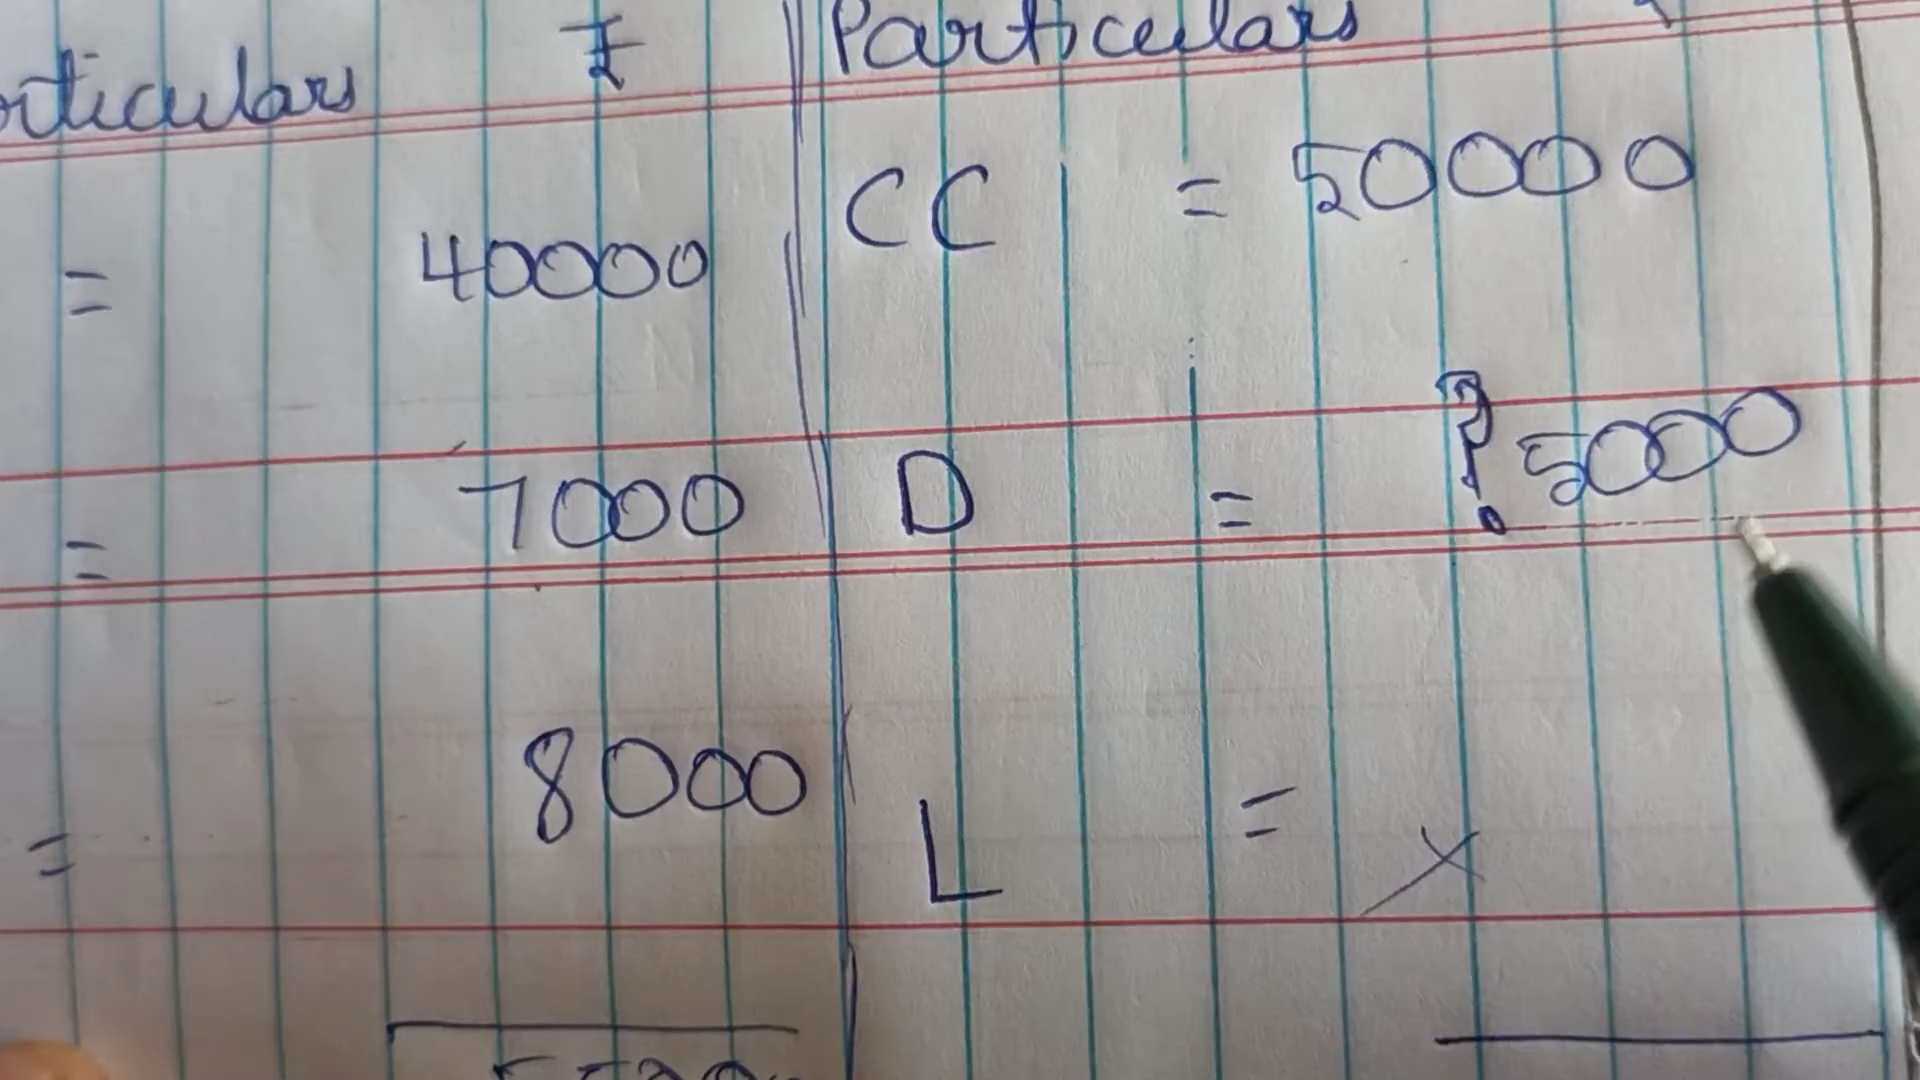 Particulars
rticulars ₹
CC = 50000
= 40000
D = ? 5000
= 7000
= 8000
L = X